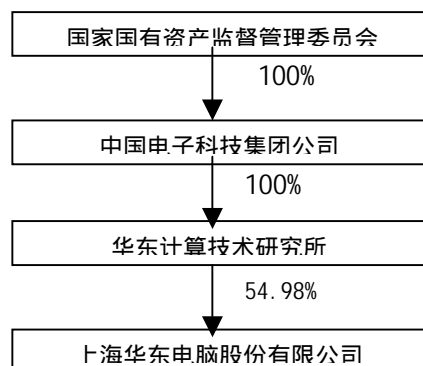 国家国有资产监督管理委员会
100%
中国电子科技集团公司
100%
华东计算技术研究所
54.98%
上海华东电脑股份有限公司